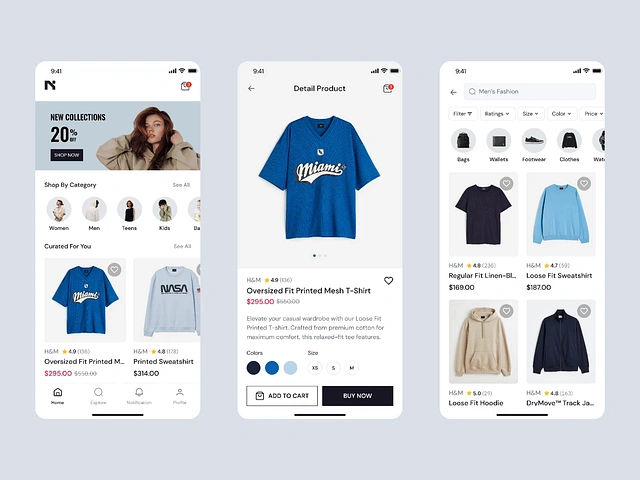 9:41
NEW COLLECTIONS
20% OFF
SHOP NOW
Shop By Category
See All
Women
Men
Teens
Kids
Curated For You
See All
Miami
NASA
H&M 4.9 (136)
Oversized Fit Printed M...
$295.00 $550.00
H&M 4.8 (178)
Printed Sweatshirt
$314.00
Home
Explore
Notification
Profile
9:41
Detail Product
Miami
H&M 4.9 (136)
Oversized Fit Printed Mesh T-Shirt
$295.00 $550.00
Elevate your casual wardrobe with our Loose
Fit Printed T-shirt. Crafted from premium cotton for
maximum comfort, this relaxed-fit tee features.
Colors
Size
XS
S
M
ADD TO CART
BUY NOW
9:41
Men's Fashion
Filter
Ratings
Size
Color
Price
Bags
Wallets
Footwear
Clothes
Wat
H&M 4.8 (236)
Regular Fit Linen-Bl...
$169.00
H&M 4.7 (59)
Loose Fit Sweatshirt
$187.00
H&M 5.0 (29)
Loose Fit Hoodie
H&M 4.8 (163)
DryMove™ Track Ja...